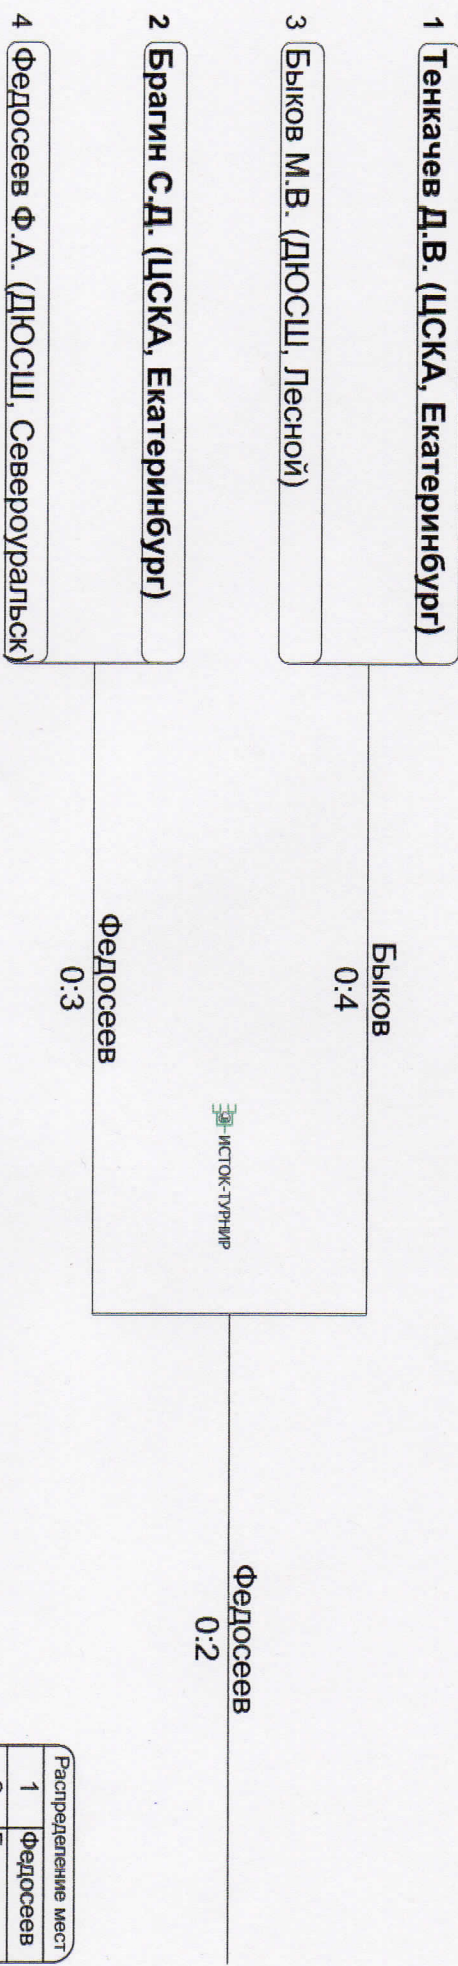 1 Тенкачев Д.В. (ЦСКА, Екатеринбург)
3 Быков М.В. (ДЮСШ, Лесной)
2 Брагин С.Д. (ЦСКА, Екатеринбург)
4 Федосеев Ф.А. (ДЮСШ, Североуральск)
Быков
0:4
Федосеев
0:3
ИСТОК-ТУРНИР
Федосеев
0:2
Распределение мест
1 Федосеев